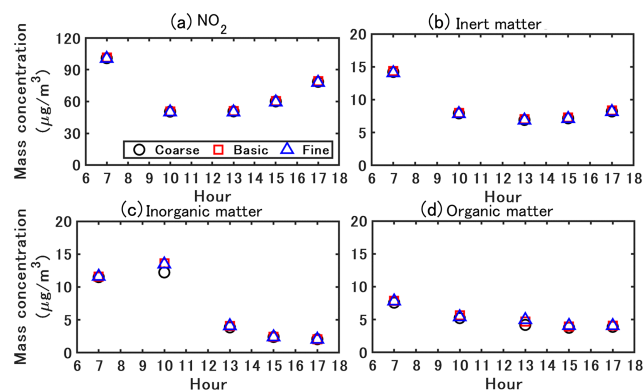 (a) NO2
(b) Inert matter
Mass concentration
(μg/m3)
120
90
60
30
0
Coarse Basic Fine
6 7 8 9 10 11 12 13 14 15 16 17 18
Hour
20
15
10
5
0
6 7 8 9 10 11 12 13 14 15 16 17 18
Hour
(c) Inorganic matter
(d) Organic matter
Mass concentration
(μg/m3)
20
15
10
5
0
6 7 8 9 10 11 12 13 14 15 16 17 18
Hour
20
15
10
5
0
6 7 8 9 10 11 12 13 14 15 16 17 18
Hour